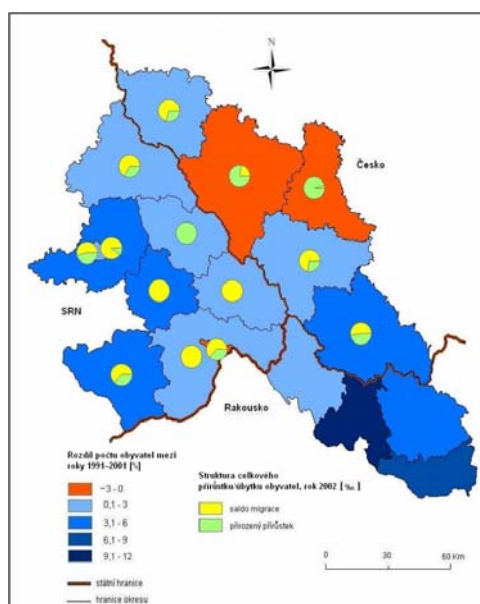 N
Česko
SRN
Rakousko
Rozdíl počtu obyvatel mezi
roky 1991-2001 [%]
-3 - 0
0,1 - 3
3,1 - 6
6,1 - 9
9,1 - 12
státní hranice
hranice okresu
Struktura celkového
přírůstku/úbytku obyvatel, rok 2002 [‰]
saldo migrace
přirozený přírůstek
0 30 60 Km